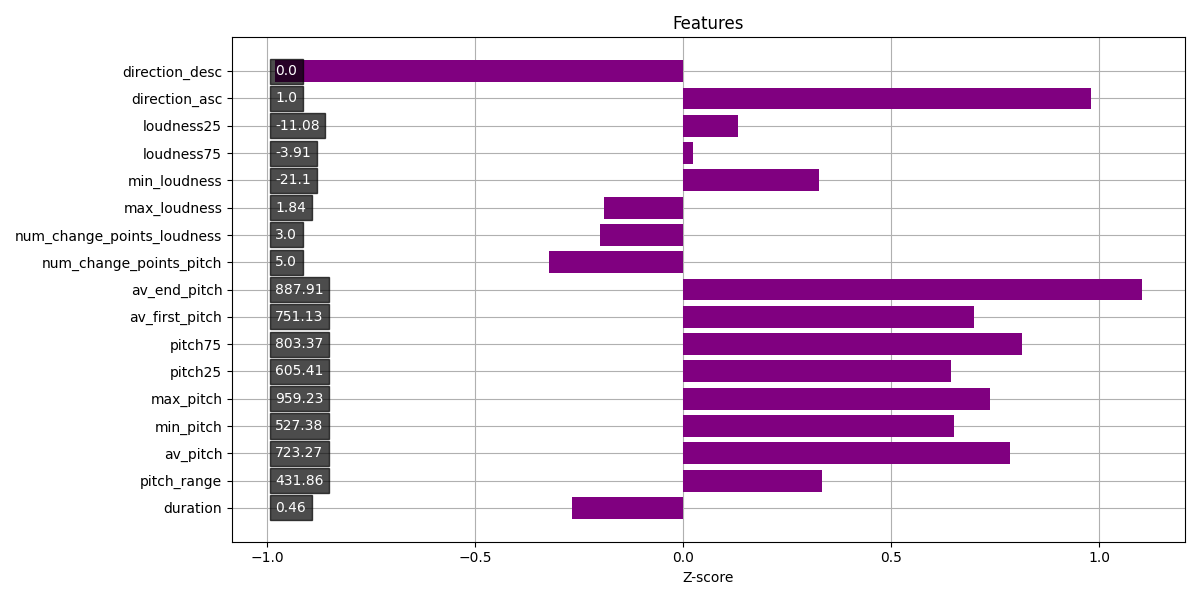 Features
direction_desc 0.0
direction_asc 1.0
loudness25 -11.08
loudness75 -3.91
min_loudness -21.1
max_loudness 1.84
num_change_points_loudness 3.0
num_change_points_pitch 5.0
av_end_pitch 887.91
av_first_pitch 751.13
pitch75 803.37
pitch25 605.41
max_pitch 959.23
min_pitch 527.38
av_pitch 723.27
pitch_range 431.86
duration 0.46
−1.0 −0.5 0.0 0.5 1.0
Z-score